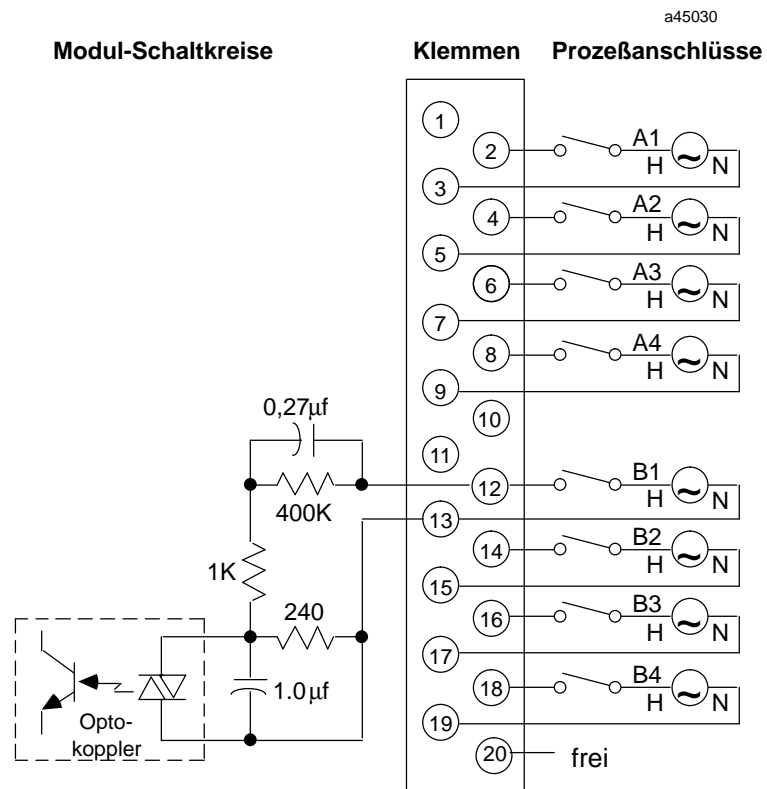 a45030
Modul-Schaltkreise Klemmen Prozeßanschlüsse
1
2 A1
H ~ N
3
4 A2
H ~ N
5
6 A3
H ~ N
7
8 A4
H ~ N
9
0,27µf
10
11
400K
12 B1
H ~ N
13
14 B2
H ~ N
1K
15
240
16 B3
H ~ N
17
1.0µf
18 B4
H ~ N
19
Opto-
koppler
20 frei